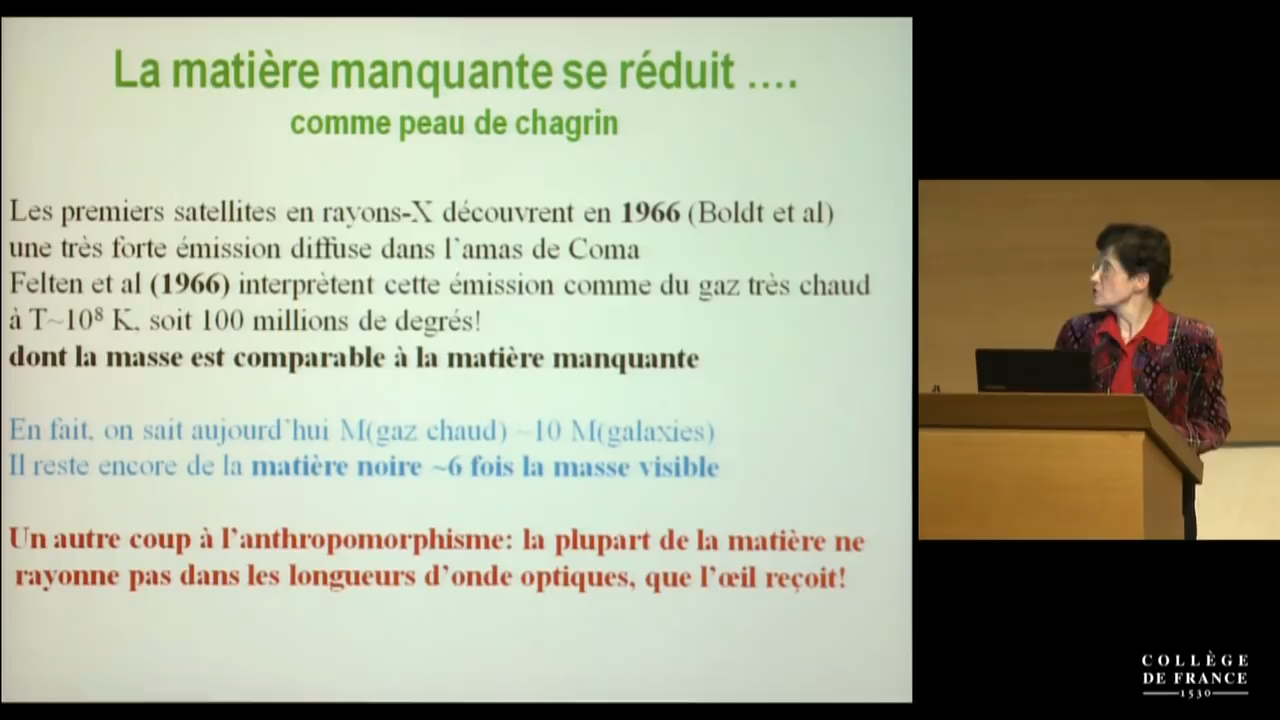 La matière manquante se réduit ....
comme peau de chagrin
Les premiers satellites en rayons-X découvrent en 1966 (Boldt et al)
une très forte émission diffuse dans l'amas de Coma
Felten et al (1966) interprètent cette émission comme du gaz très chaud
à T~10⁸ K, soit 100 millions de degrés!
dont la masse est comparable à la matière manquante
En fait, on sait aujourd'hui M(gaz chaud) ~10 M(galaxies)
Il reste encore de la matière noire ~6 fois la masse visible
Un autre coup à l'anthropomorphisme: la plupart de la matière ne
rayonne pas dans les longueurs d'onde optiques, que l'œil reçoit!
COLLÈGE
DE FRANCE
1530